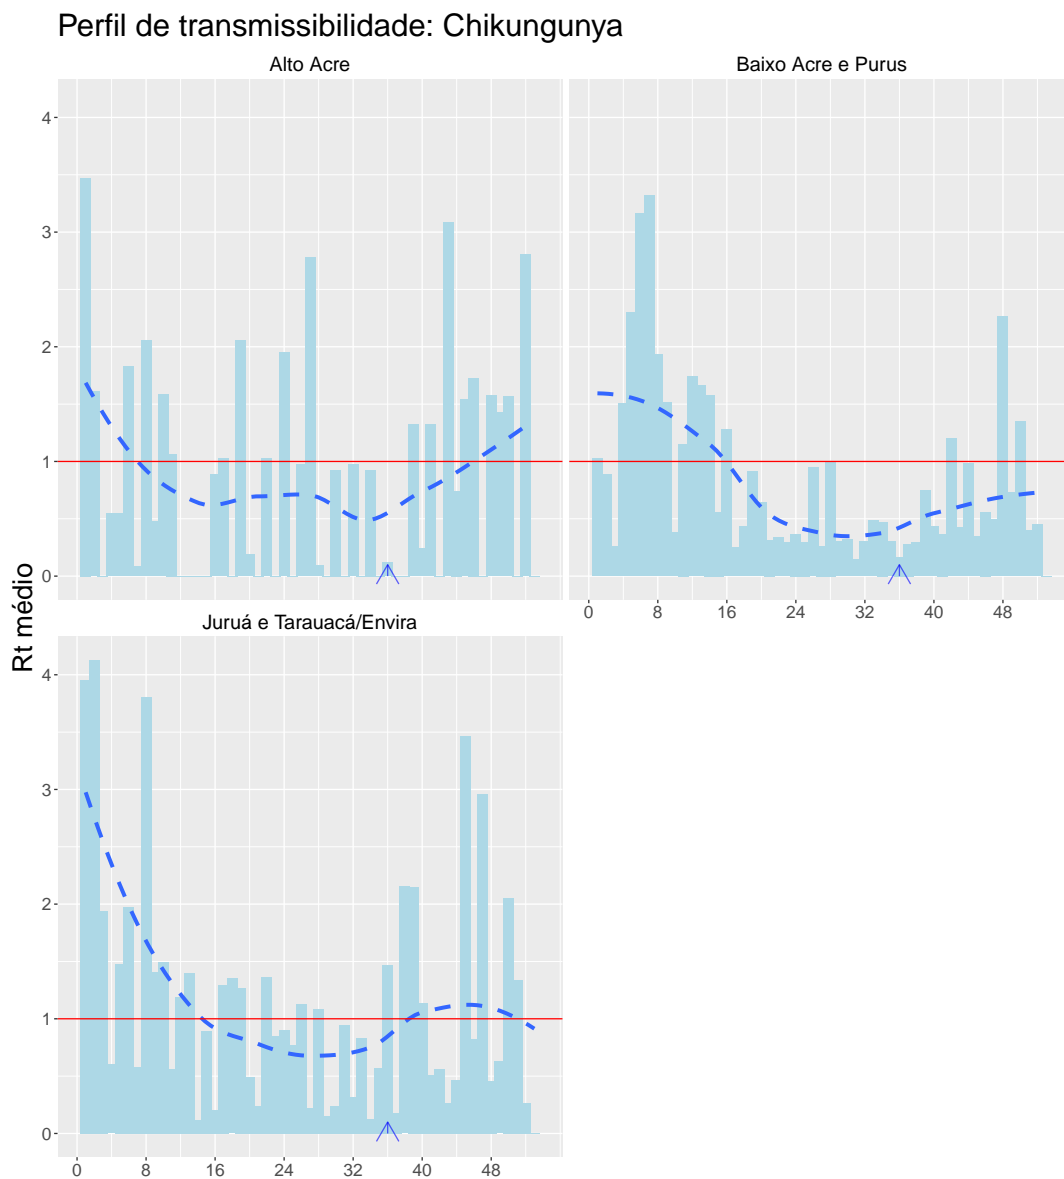 Perfil de transmissibilidade: Chikungunya
Alto Acre
Baixo Acre e Purus
4
3
2
1
0
0 8 16 24 32 40 48
Rt médio
Juruá e Tarauacá/Envira
4
3
2
1
0
0 8 16 24 32 40 48